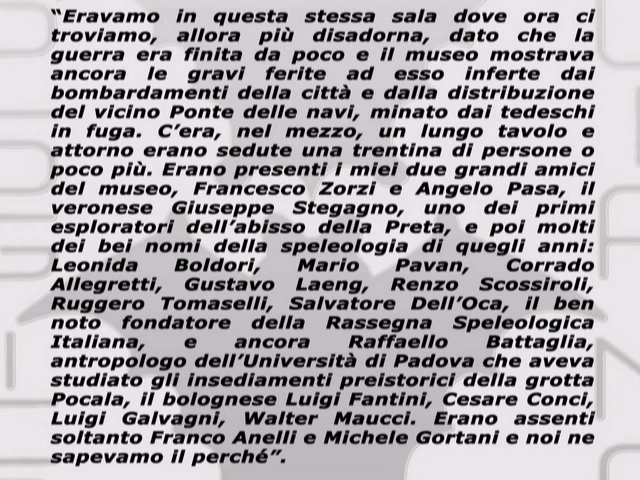 “Eravamo in questa stessa sala dove ora ci
troviamo, allora più disadorna, dato che la
guerra era finita da poco e il museo mostrava
ancora le gravi ferite ad esso inferte dai
bombardamenti della città e dalla distribuzione
del vicino Ponte delle navi, minato dai tedeschi
in fuga. C’era, nel mezzo, un lungo tavolo e
attorno erano sedute una trentina di persone o
poco più. Erano presenti i miei due grandi amici
del museo, Francesco Zorzi e Angelo Pasa, il
veronese Giuseppe Stegagno, uno dei primi
esploratori dell’abisso della Preta, e poi molti
dei bei nomi della speleologia di quegli anni:
Leonida Boldori, Mario Pavan, Corrado
Allegretti, Gustavo Laeng, Renzo Scossiroli,
Ruggero Tomaselli, Salvatore Dell’Oca, il ben
noto fondatore della Rassegna Speleologica
Italiana, e ancora Raffaello Battaglia,
antropologo dell’Università di Padova che aveva
studiato gli insediamenti preistorici della grotta
Pocala, il bolognese Luigi Fantini, Cesare Conci,
Luigi Galvagni, Walter Maucci. Erano assenti
soltanto Franco Anelli e Michele Gortani e noi ne
sapevamo il perché”.